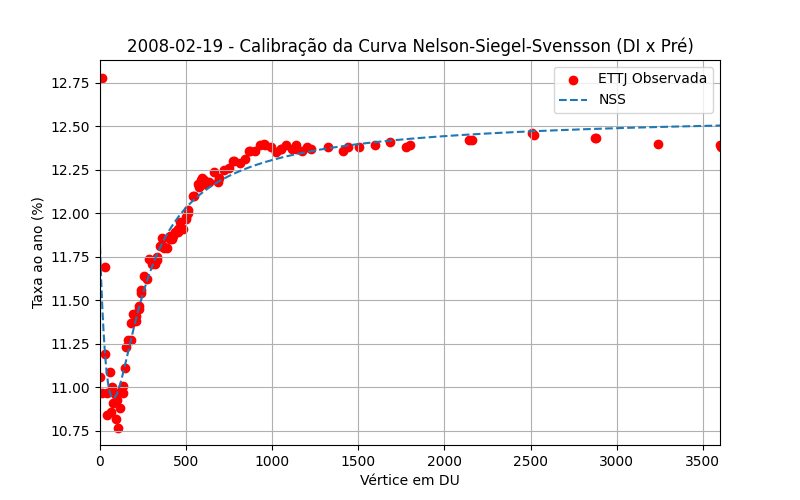 2008-02-19 - Calibração da Curva Nelson-Siegel-Svensson (DI x Pré)
ETTJ Observada
NSS
Taxa ao ano (%)
12.75
12.50
12.25
12.00
11.75
11.50
11.25
11.00
10.75
0 500 1000 1500 2000 2500 3000 3500
Vértice em DU